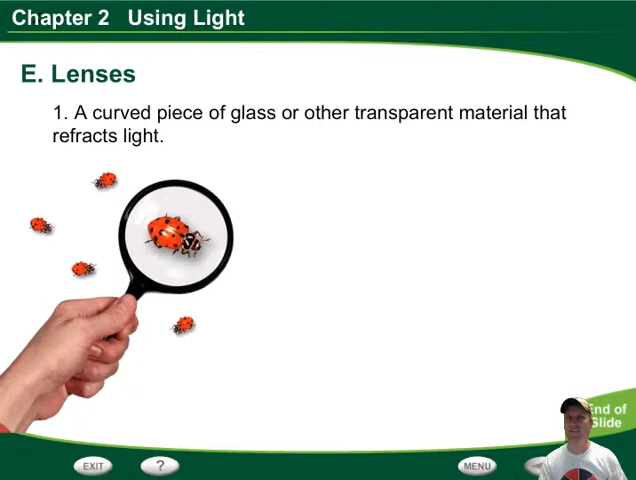 Chapter 2 Using Light
E. Lenses
1. A curved piece of glass or other transparent material that
refracts light.
End of
Slide
EXIT
?
MENU